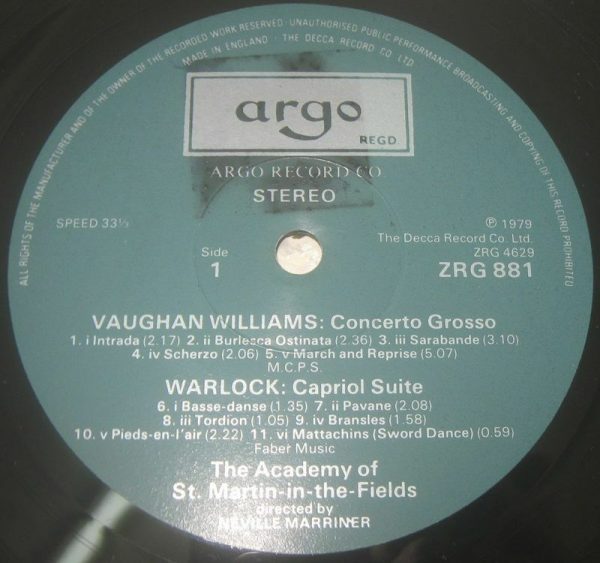 ALL RIGHTS OF THE MANUFACTURER AND OF THE OWNER OF THE RECORDED WORK RESERVED · UNAUTHORISED PUBLIC PERFORMANCE BROADCASTING AND COPYING OF THIS RECORD PROHIBITED
MADE IN ENGLAND · THE DECCA RECORD CO LTD
argo
REGD
ARGO RECORD CO
STEREO
SPEED 33⅓
Side
1
℗ 1979
The Decca Record Co. Ltd.
ZRG 4629
ZRG 881
VAUGHAN WILLIAMS: Concerto Grosso
1. i Intrada (2.17) 2. ii Burlesca Ostinata (2.36) 3. iii Sarabande (3.10)
4. iv Scherzo (2.06) 5. v March and Reprise (5.07)
M.C.P.S.
WARLOCK: Capriol Suite
6. i Basse-danse (1.35) 7. ii Pavane (2.08)
8. iii Tordion (1.05) 9. iv Bransles (1.58)
10. v Pieds-en-l'air (2.22) 11. vi Mattachins (Sword Dance) (0.59)
Faber Music
The Academy of
St. Martin-in-the-Fields
directed by
NEVILLE MARRINER